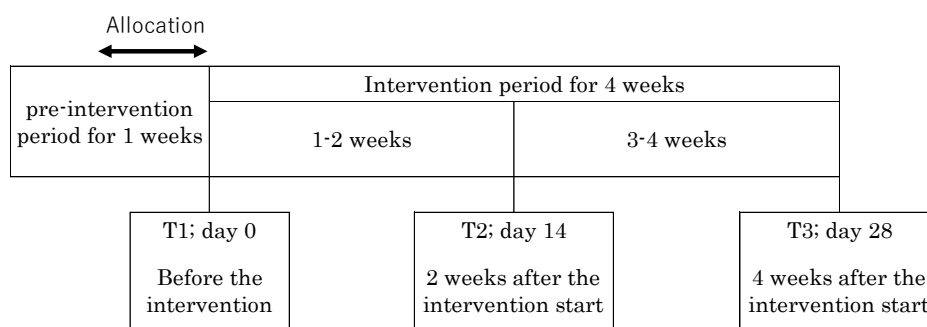 Allocation
pre-intervention
period for 1 weeks
Intervention period for 4 weeks
1-2 weeks
3-4 weeks
T1; day 0
Before the
intervention
T2; day 14
2 weeks after the
intervention start
T3; day 28
4 weeks after the
intervention start